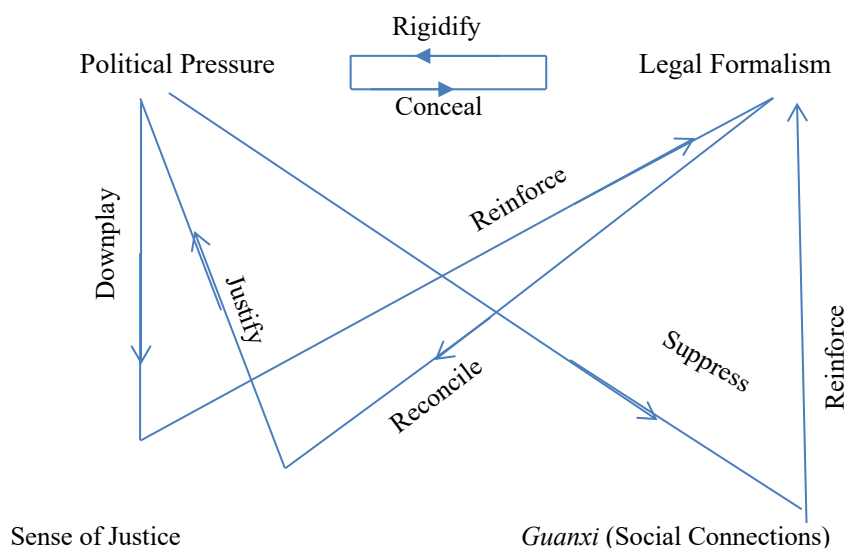 Rigidify
Political Pressure
Legal Formalism
Conceal
Downplay
Justify
Reinforce
Reconcile
Suppress
Reinforce
Sense of Justice
Guanxi (Social Connections)